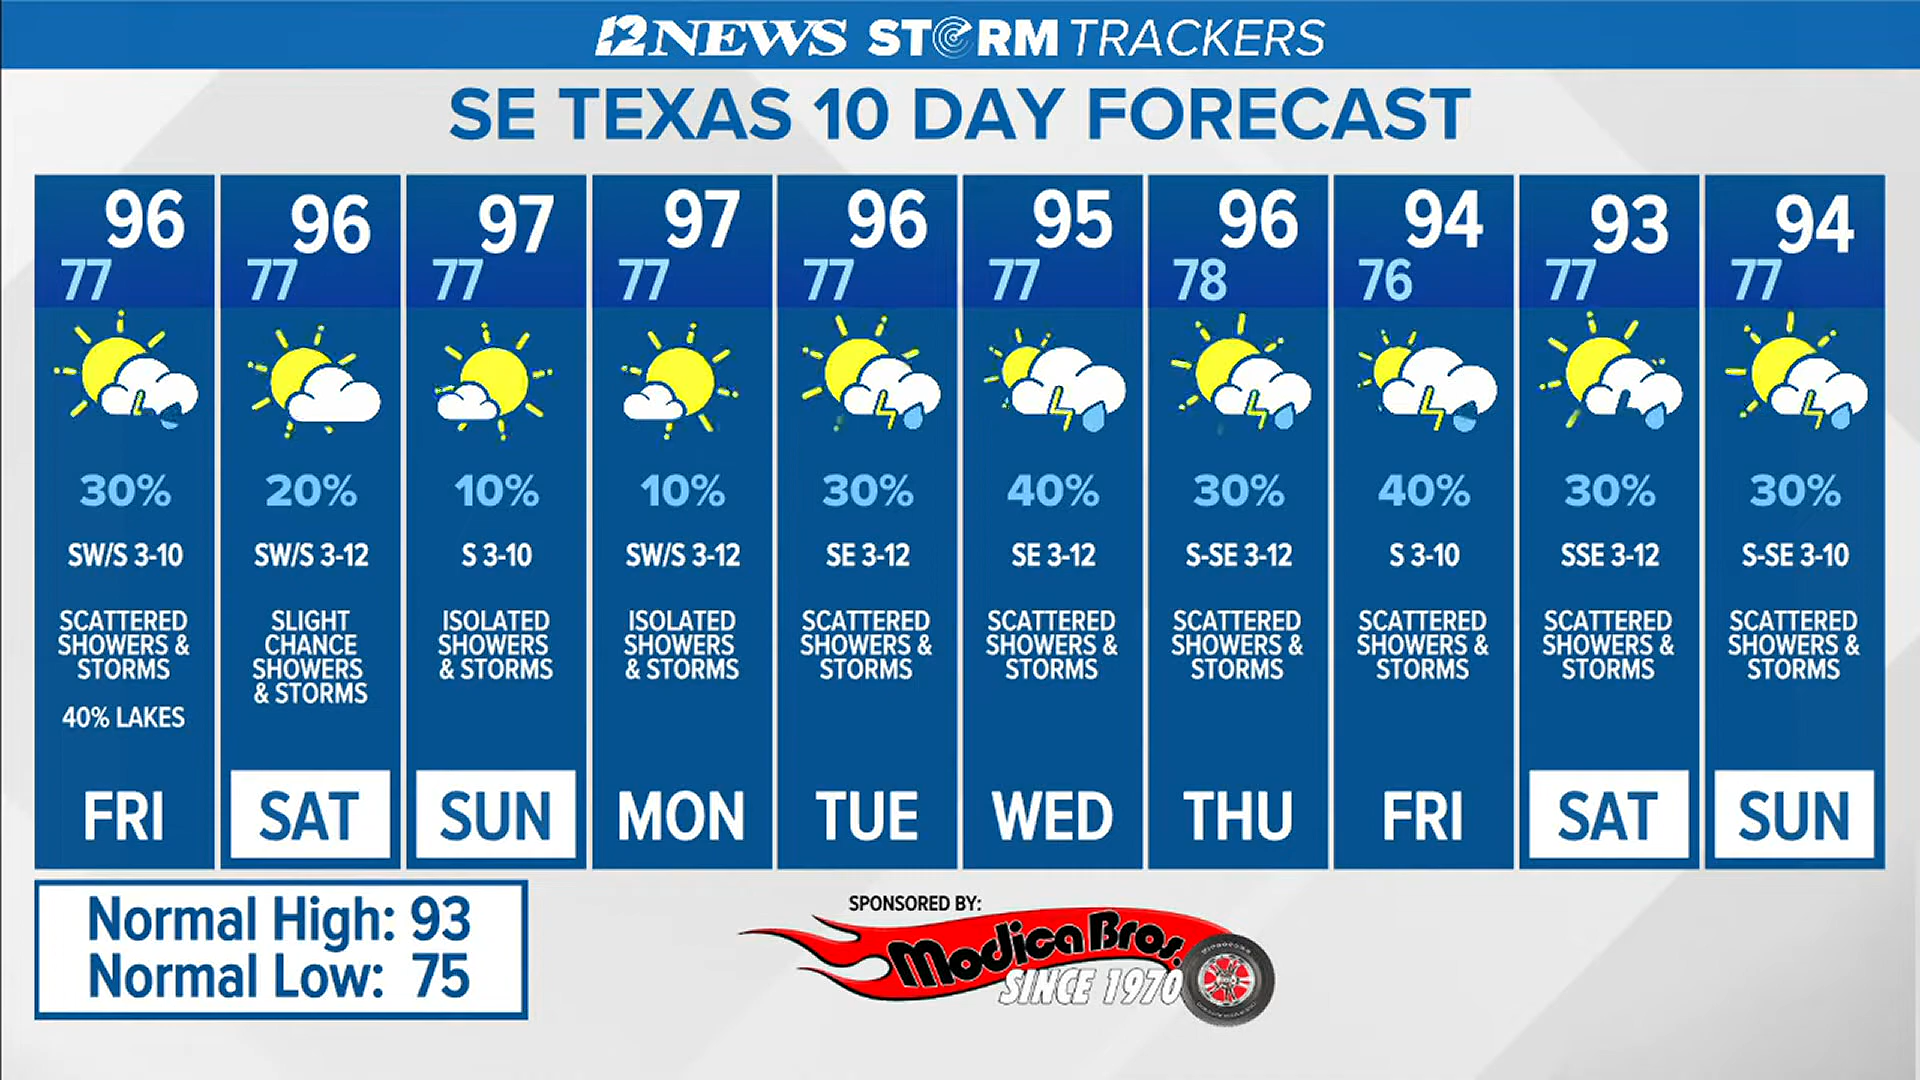 12NEWS STORM TRACKERS
SE TEXAS 10 DAY FORECAST
96
77
30%
SW/S 3-10
SCATTERED
SHOWERS &
STORMS
40% LAKES
FRI
96
77
20%
SW/S 3-12
SLIGHT
CHANCE
SHOWERS
& STORMS
SAT
97
77
10%
S 3-10
ISOLATED
SHOWERS
& STORMS
SUN
97
77
10%
SW/S 3-12
ISOLATED
SHOWERS
& STORMS
MON
96
77
30%
SE 3-12
SCATTERED
SHOWERS &
STORMS
TUE
95
77
40%
SE 3-12
SCATTERED
SHOWERS &
STORMS
WED
96
78
30%
S-SE 3-12
SCATTERED
SHOWERS &
STORMS
THU
94
76
40%
S 3-10
SCATTERED
SHOWERS &
STORMS
FRI
93
77
30%
SSE 3-12
SCATTERED
SHOWERS &
STORMS
SAT
94
77
30%
S-SE 3-10
SCATTERED
SHOWERS &
STORMS
SUN
Normal High: 93
Normal Low: 75
SPONSORED BY:
Modica Bros.
SINCE 1970